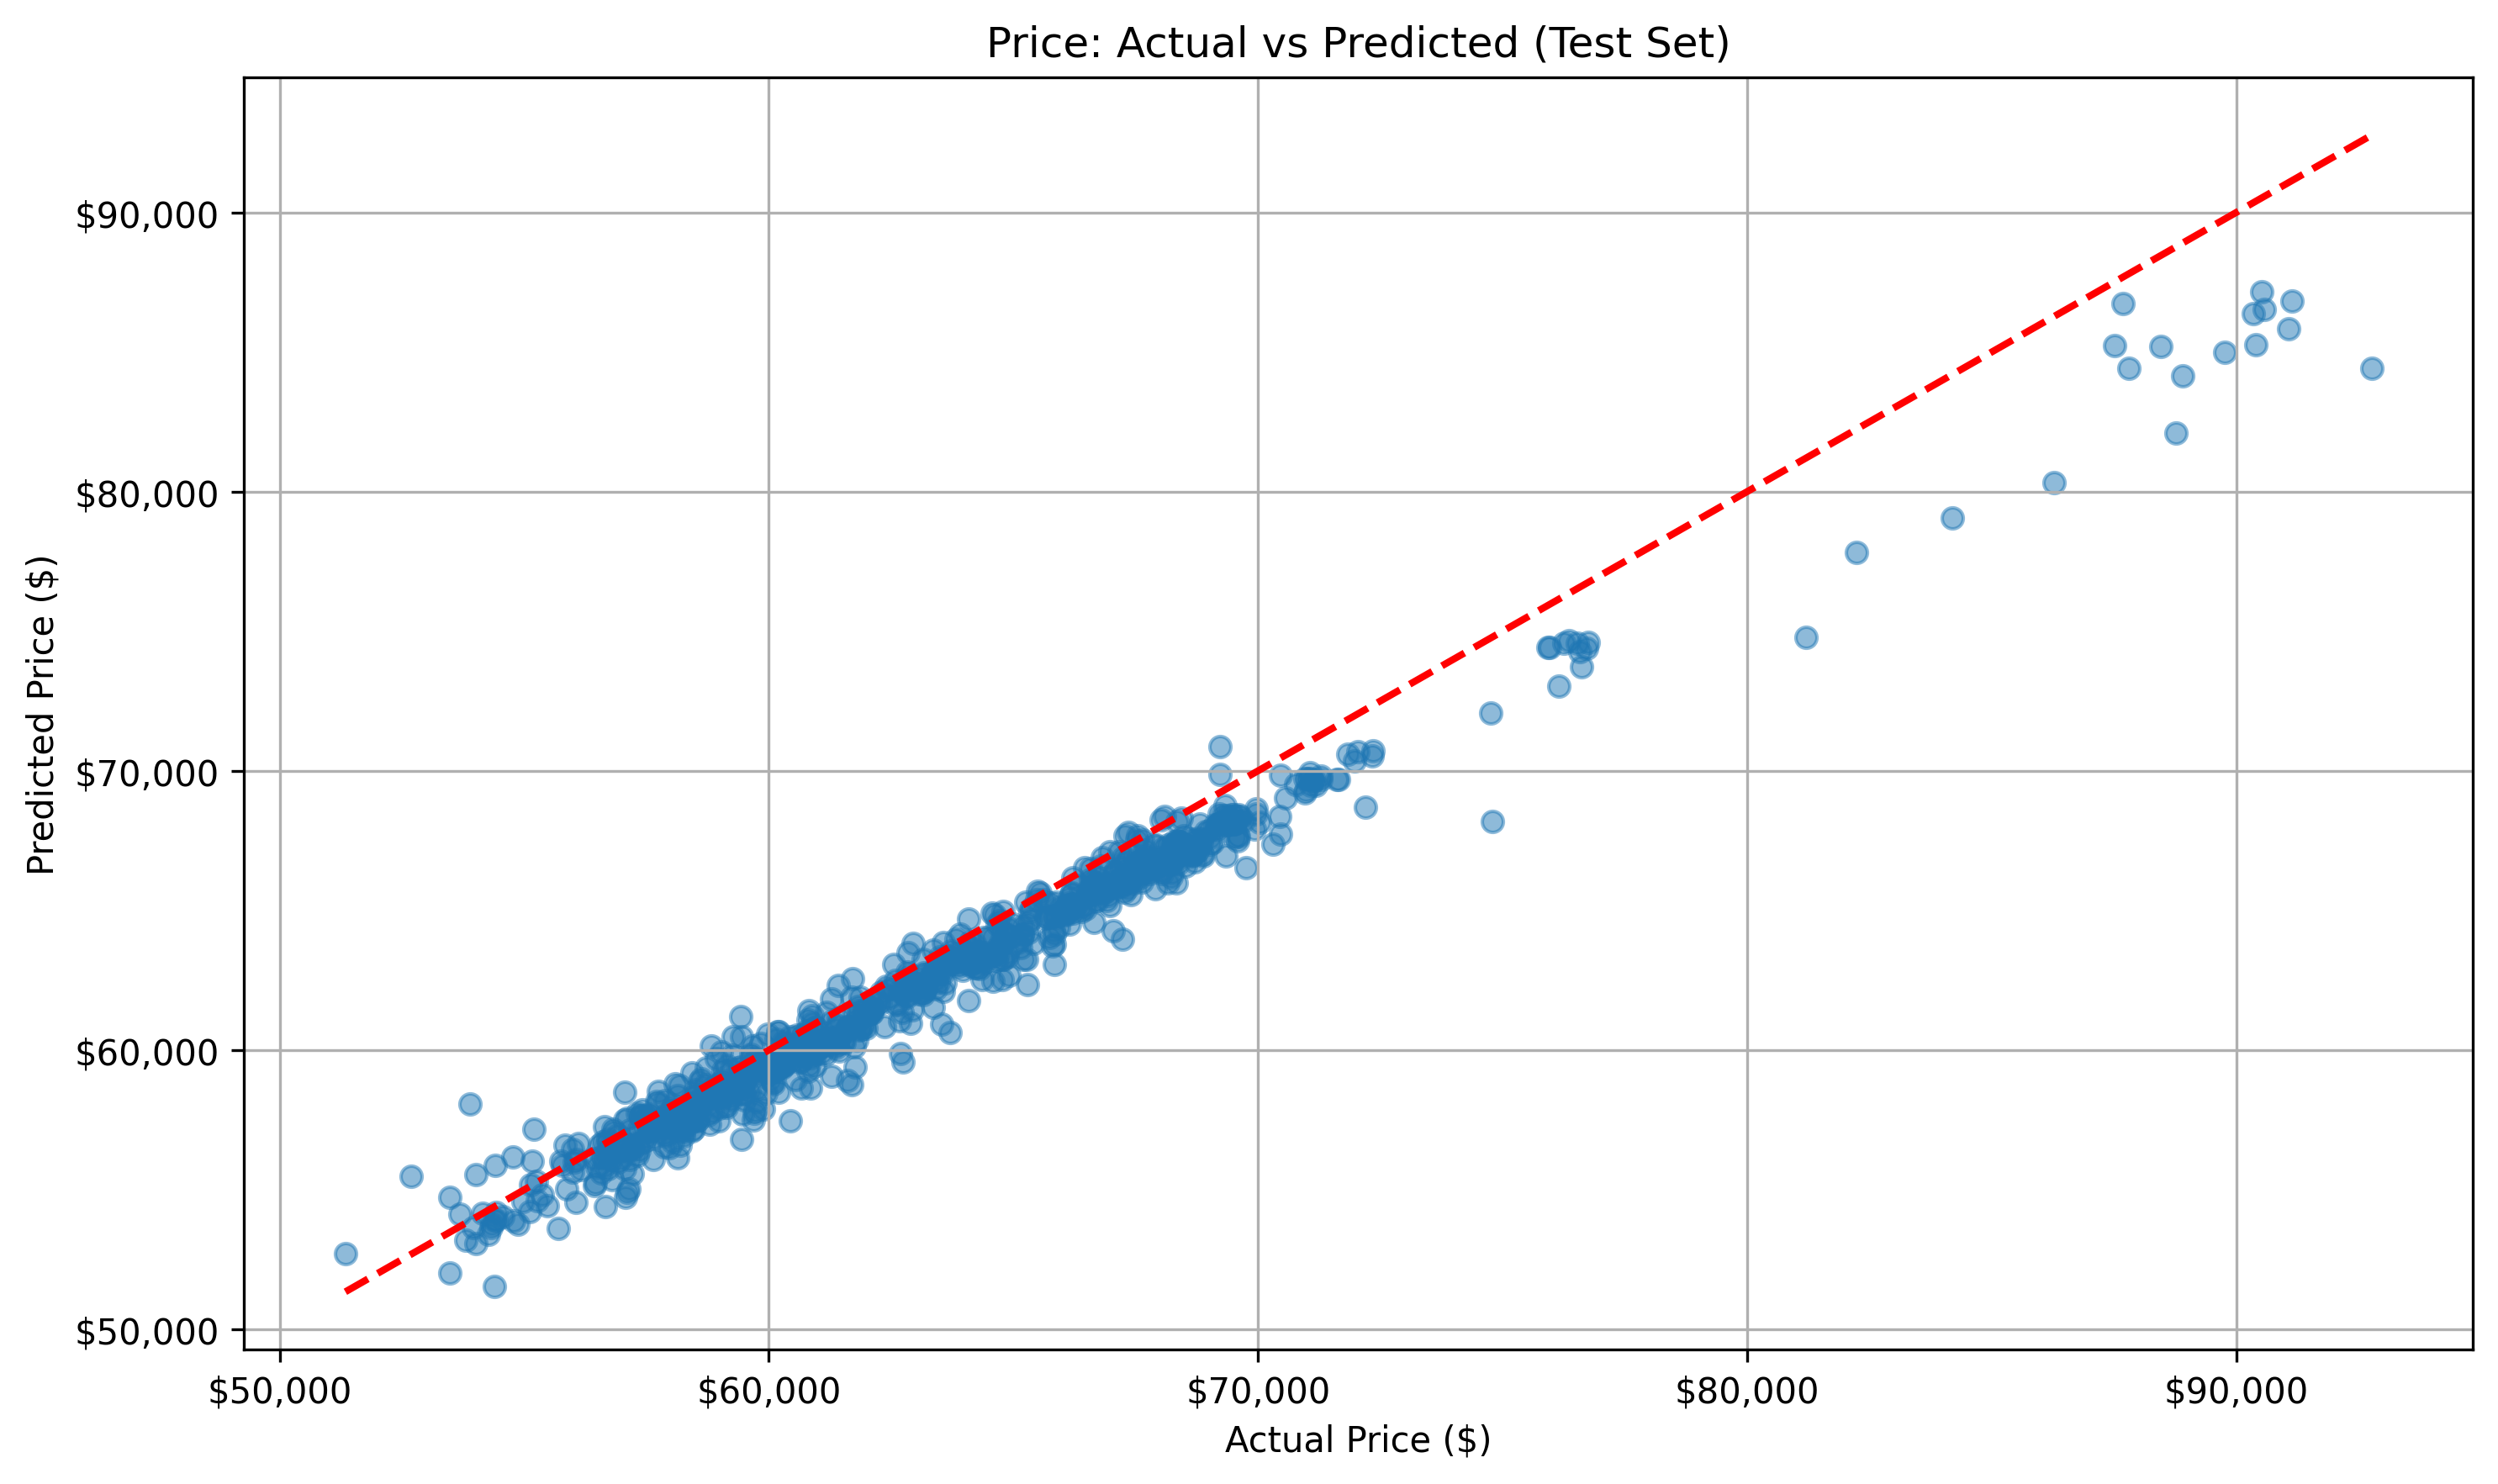 Price: Actual vs Predicted (Test Set)
Predicted Price ($)
$90,000
$80,000
$70,000
$60,000
$50,000
$50,000 $60,000 $70,000 $80,000 $90,000
Actual Price ($)